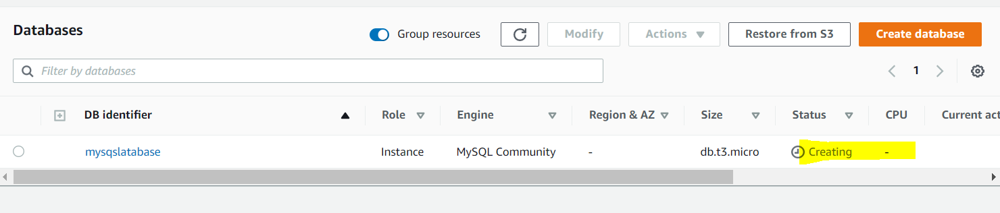 Databases Group resources Modify Actions Restore from S3 Create database
Filter by databases 1
DB identifier Role Engine Region & AZ Size Status CPU Current act
mysqslatabase Instance MySQL Community - db.t3.micro Creating -